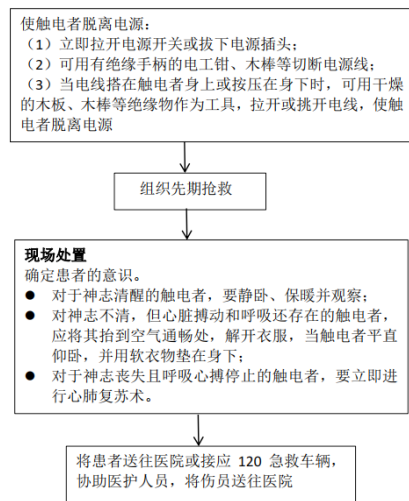 使触电者脱离电源：
（1）立即拉开电源开关或拔下电源插头；
（2）可用有绝缘手柄的电工钳、木棒等切断电源线；
（3）当电线搭在触电者身上或按压在身下时，可用干燥
的木板、木棒等绝缘物作为工具，拉开或挑开电线，使触
电者脱离电源
组织先期抢救
现场处置
确定患者的意识。
● 对于神志清醒的触电者，要静卧、保暖并观察；
● 对神志不清，但心脏搏动和呼吸还存在的触电者，
应将其抬到空气通畅处，解开衣服，当触电者平直
仰卧，并用软衣物垫在身下；
● 对于神志丧失且呼吸心搏停止的触电者，要立即进
行心肺复苏术。
将患者送往医院或接应 120 急救车辆，
协助医护人员，将伤员送往医院